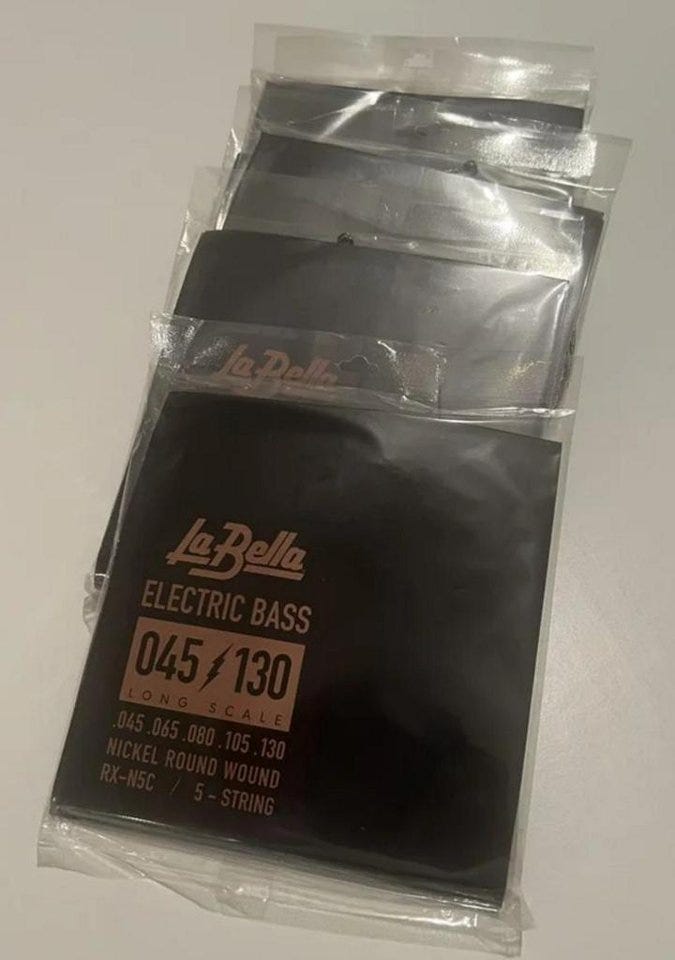 La Bella
La Bella
ELECTRIC BASS
045 130
LONG SCALE
.045 .065 .080 .105 .130
NICKEL ROUND WOUND
RX-N5C / 5-STRING